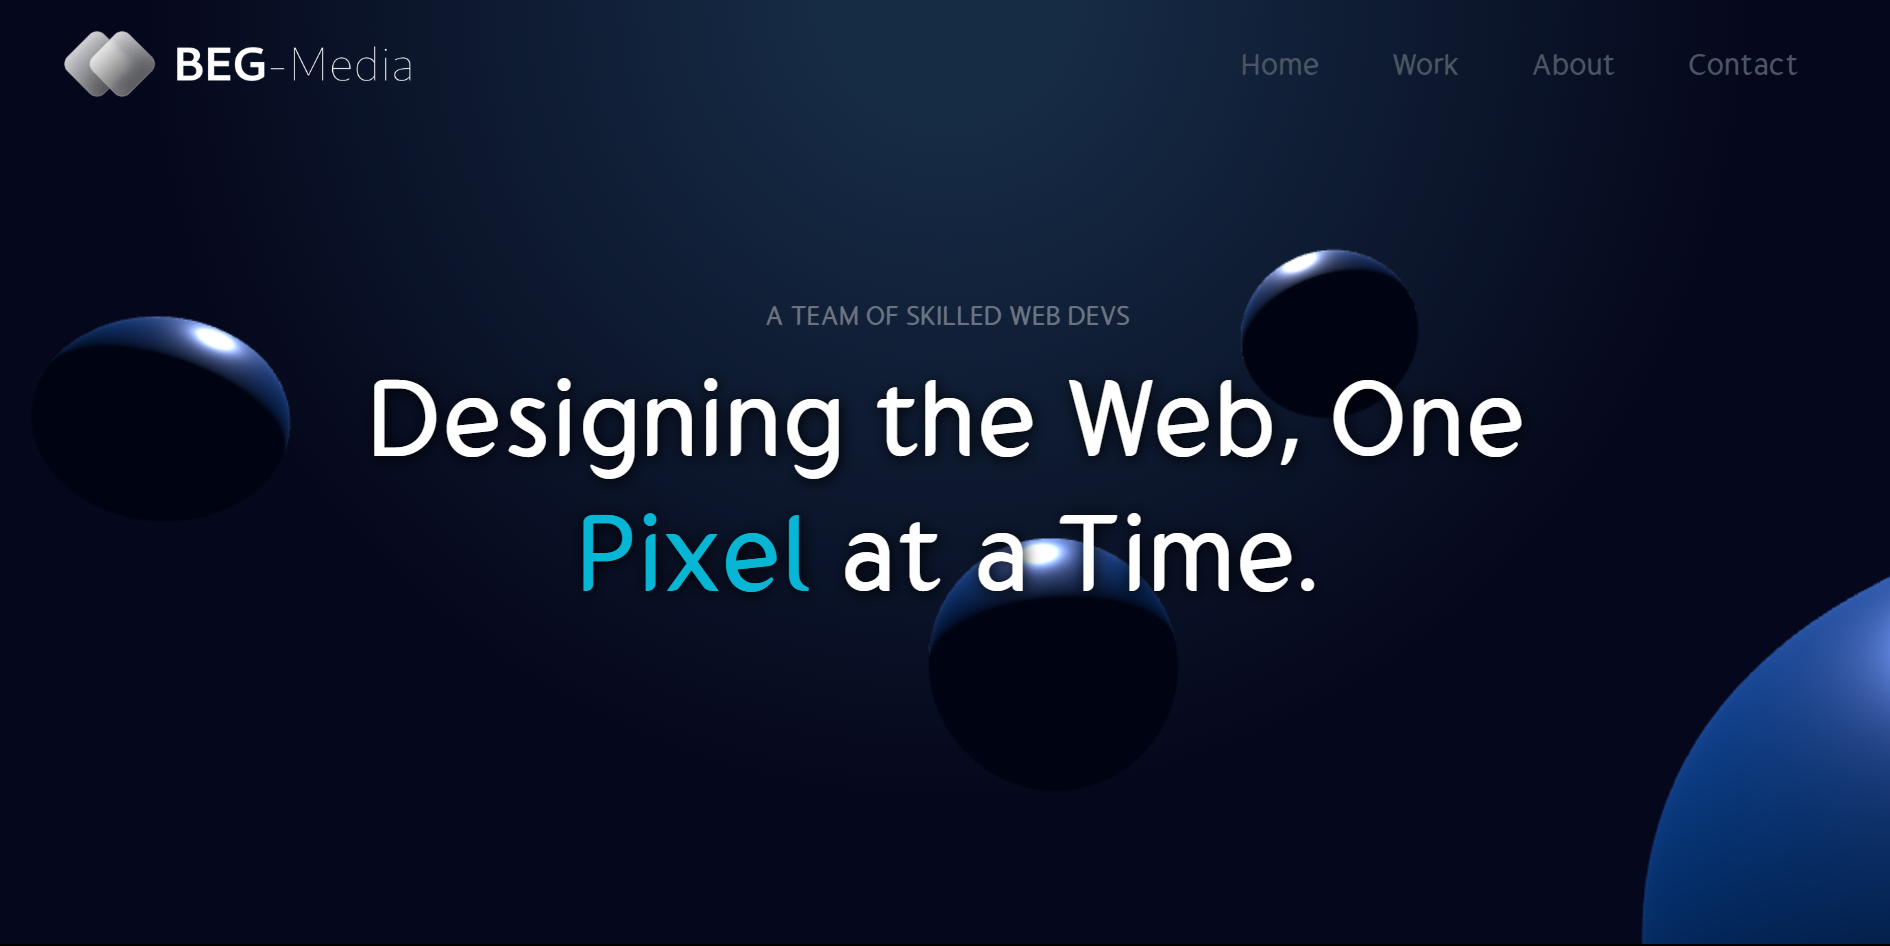 BEG-Media
Home Work About Contact
A TEAM OF SKILLED WEB DEVS
Designing the Web, One
Pixel at a Time.